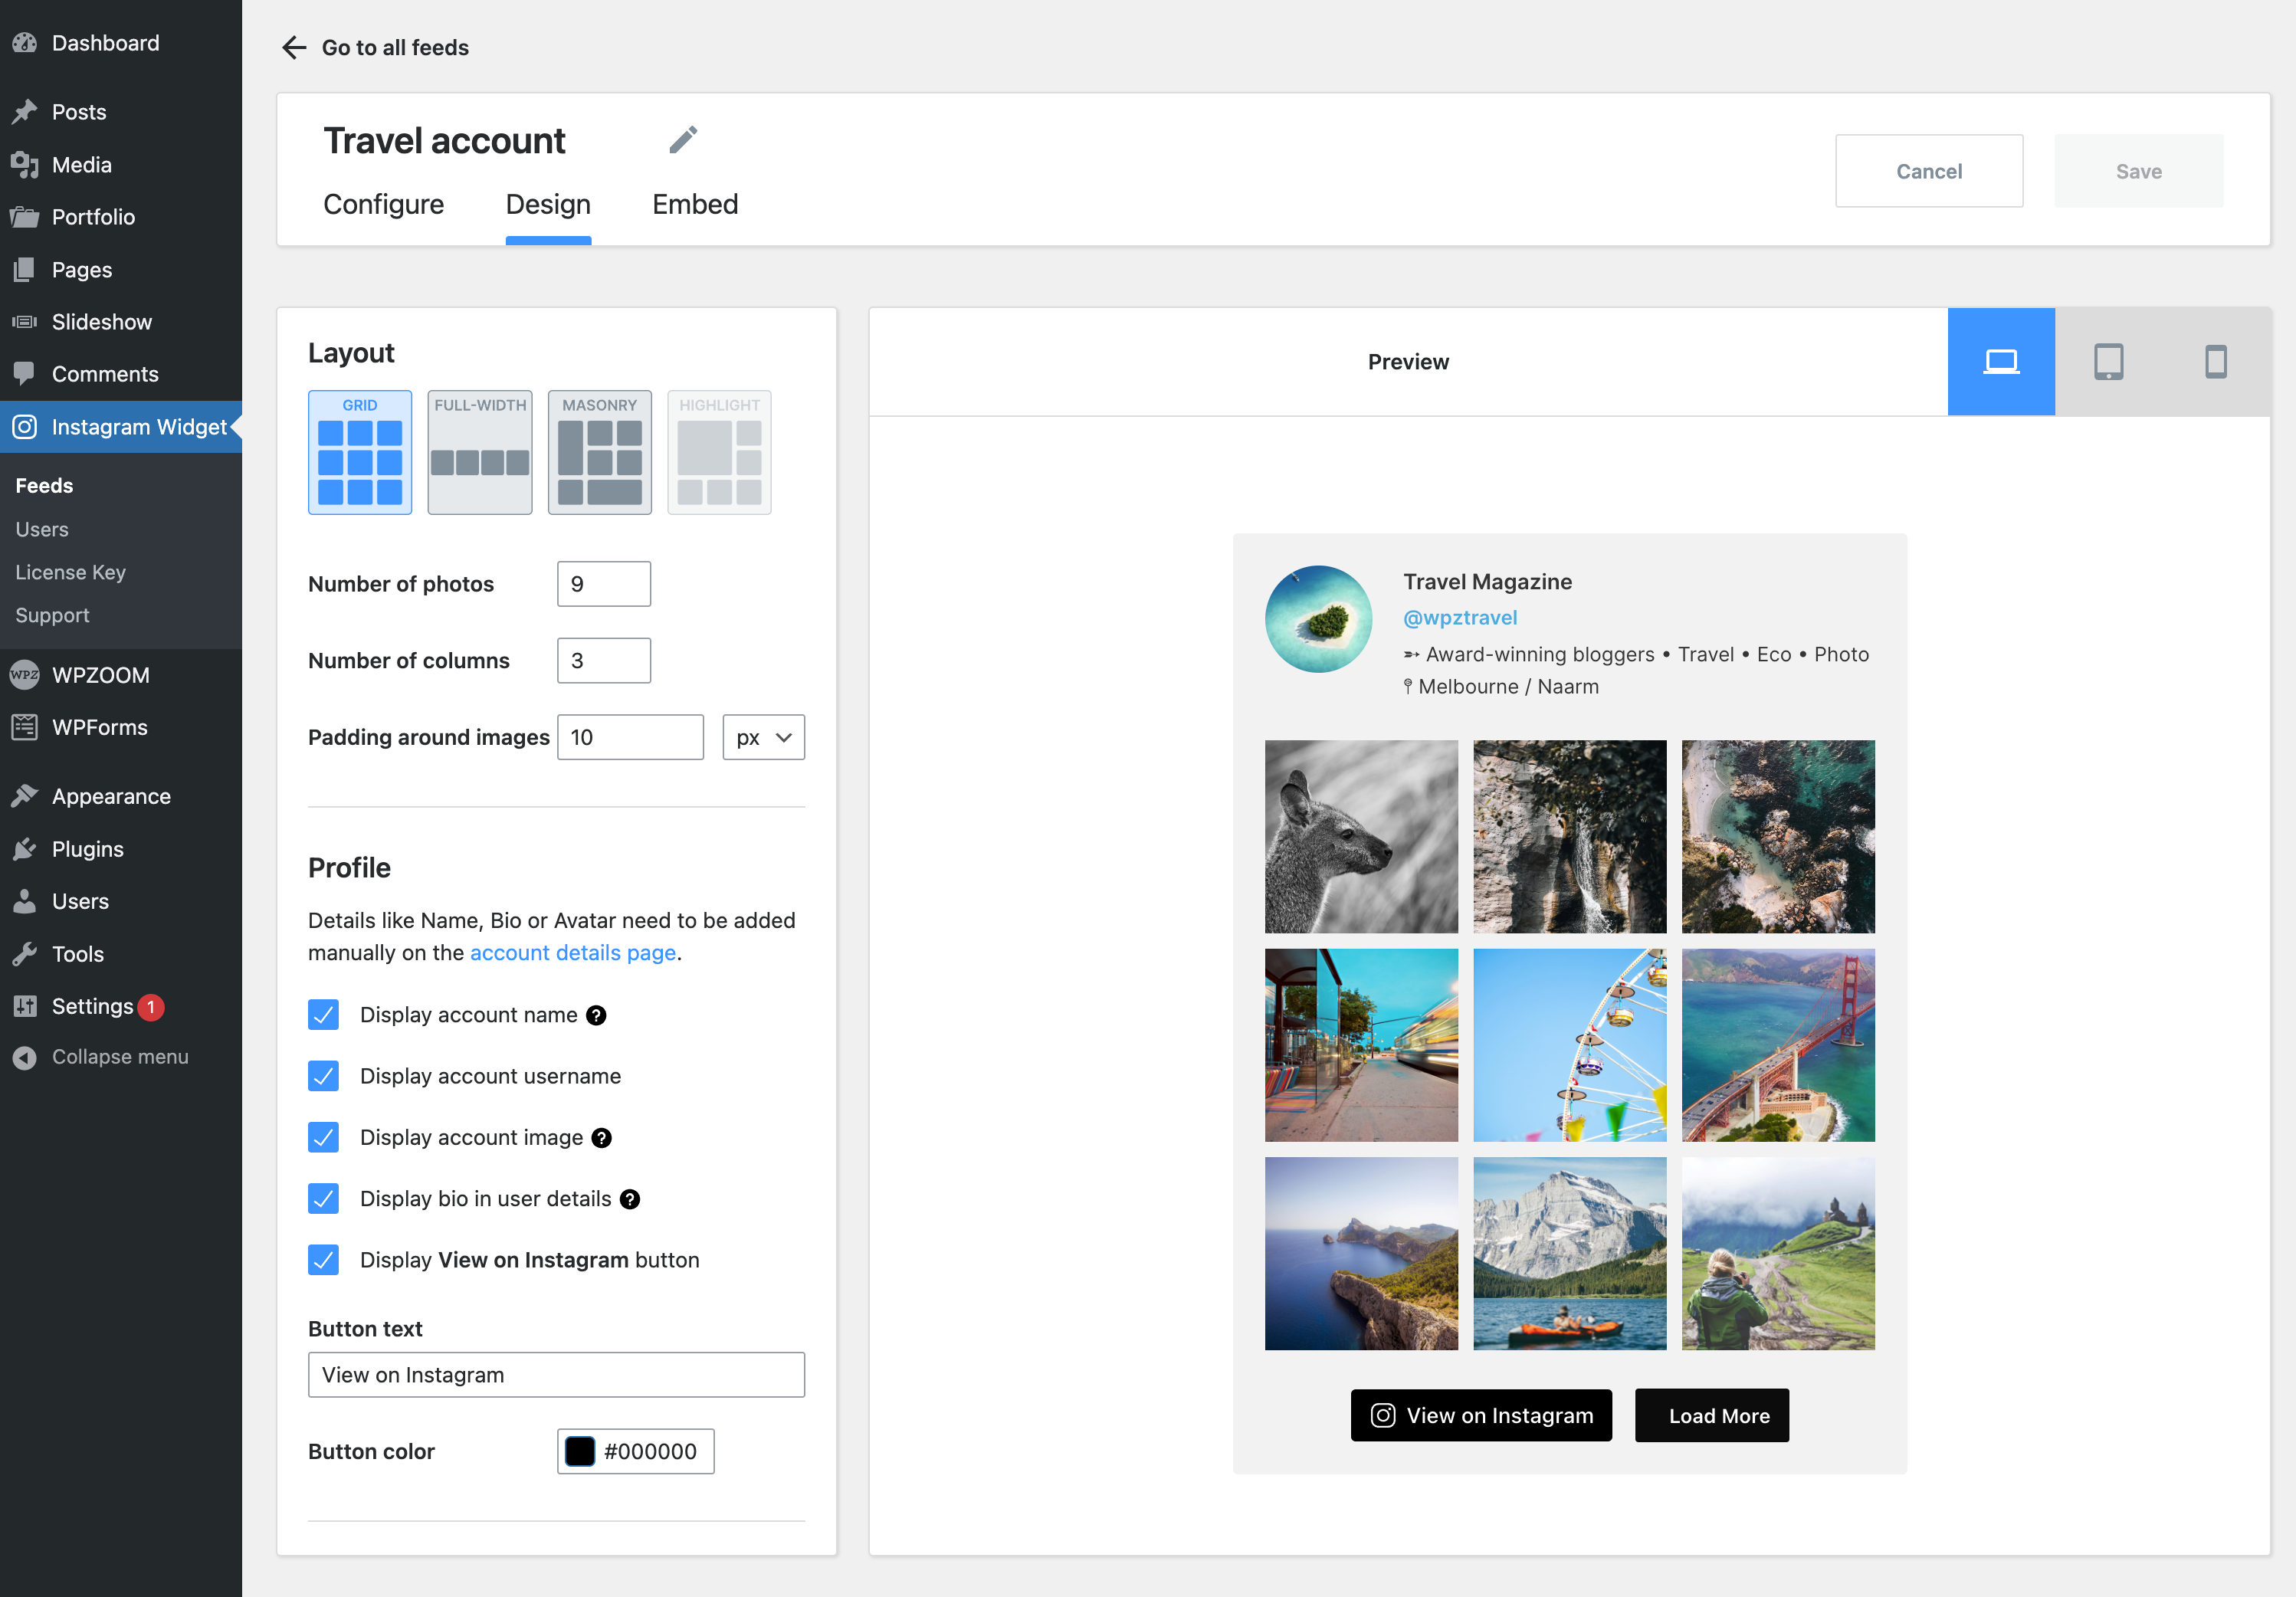 Dashboard
Posts
Media
Portfolio
Pages
Slideshow
Comments
Instagram Widget
Feeds
Users
License Key
Support
WPZ WPZOOM
WPForms
Appearance
Plugins
Users
Tools
Settings 1
Collapse menu
Go to all feeds
Travel account
Configure Design Embed
Cancel Save
Layout
GRID FULL-WIDTH MASONRY HIGHLIGHT
Number of photos 9
Number of columns 3
Padding around images 10 px
Profile
Details like Name, Bio or Avatar need to be added
manually on the account details page.
Display account name ?
Display account username
Display account image ?
Display bio in user details ?
Display View on Instagram button
Button text
View on Instagram
Button color #000000
Preview
Travel Magazine
@wpztravel
➵ Award-winning bloggers • Travel • Eco • Photo
Melbourne / Naarm
View on Instagram Load More